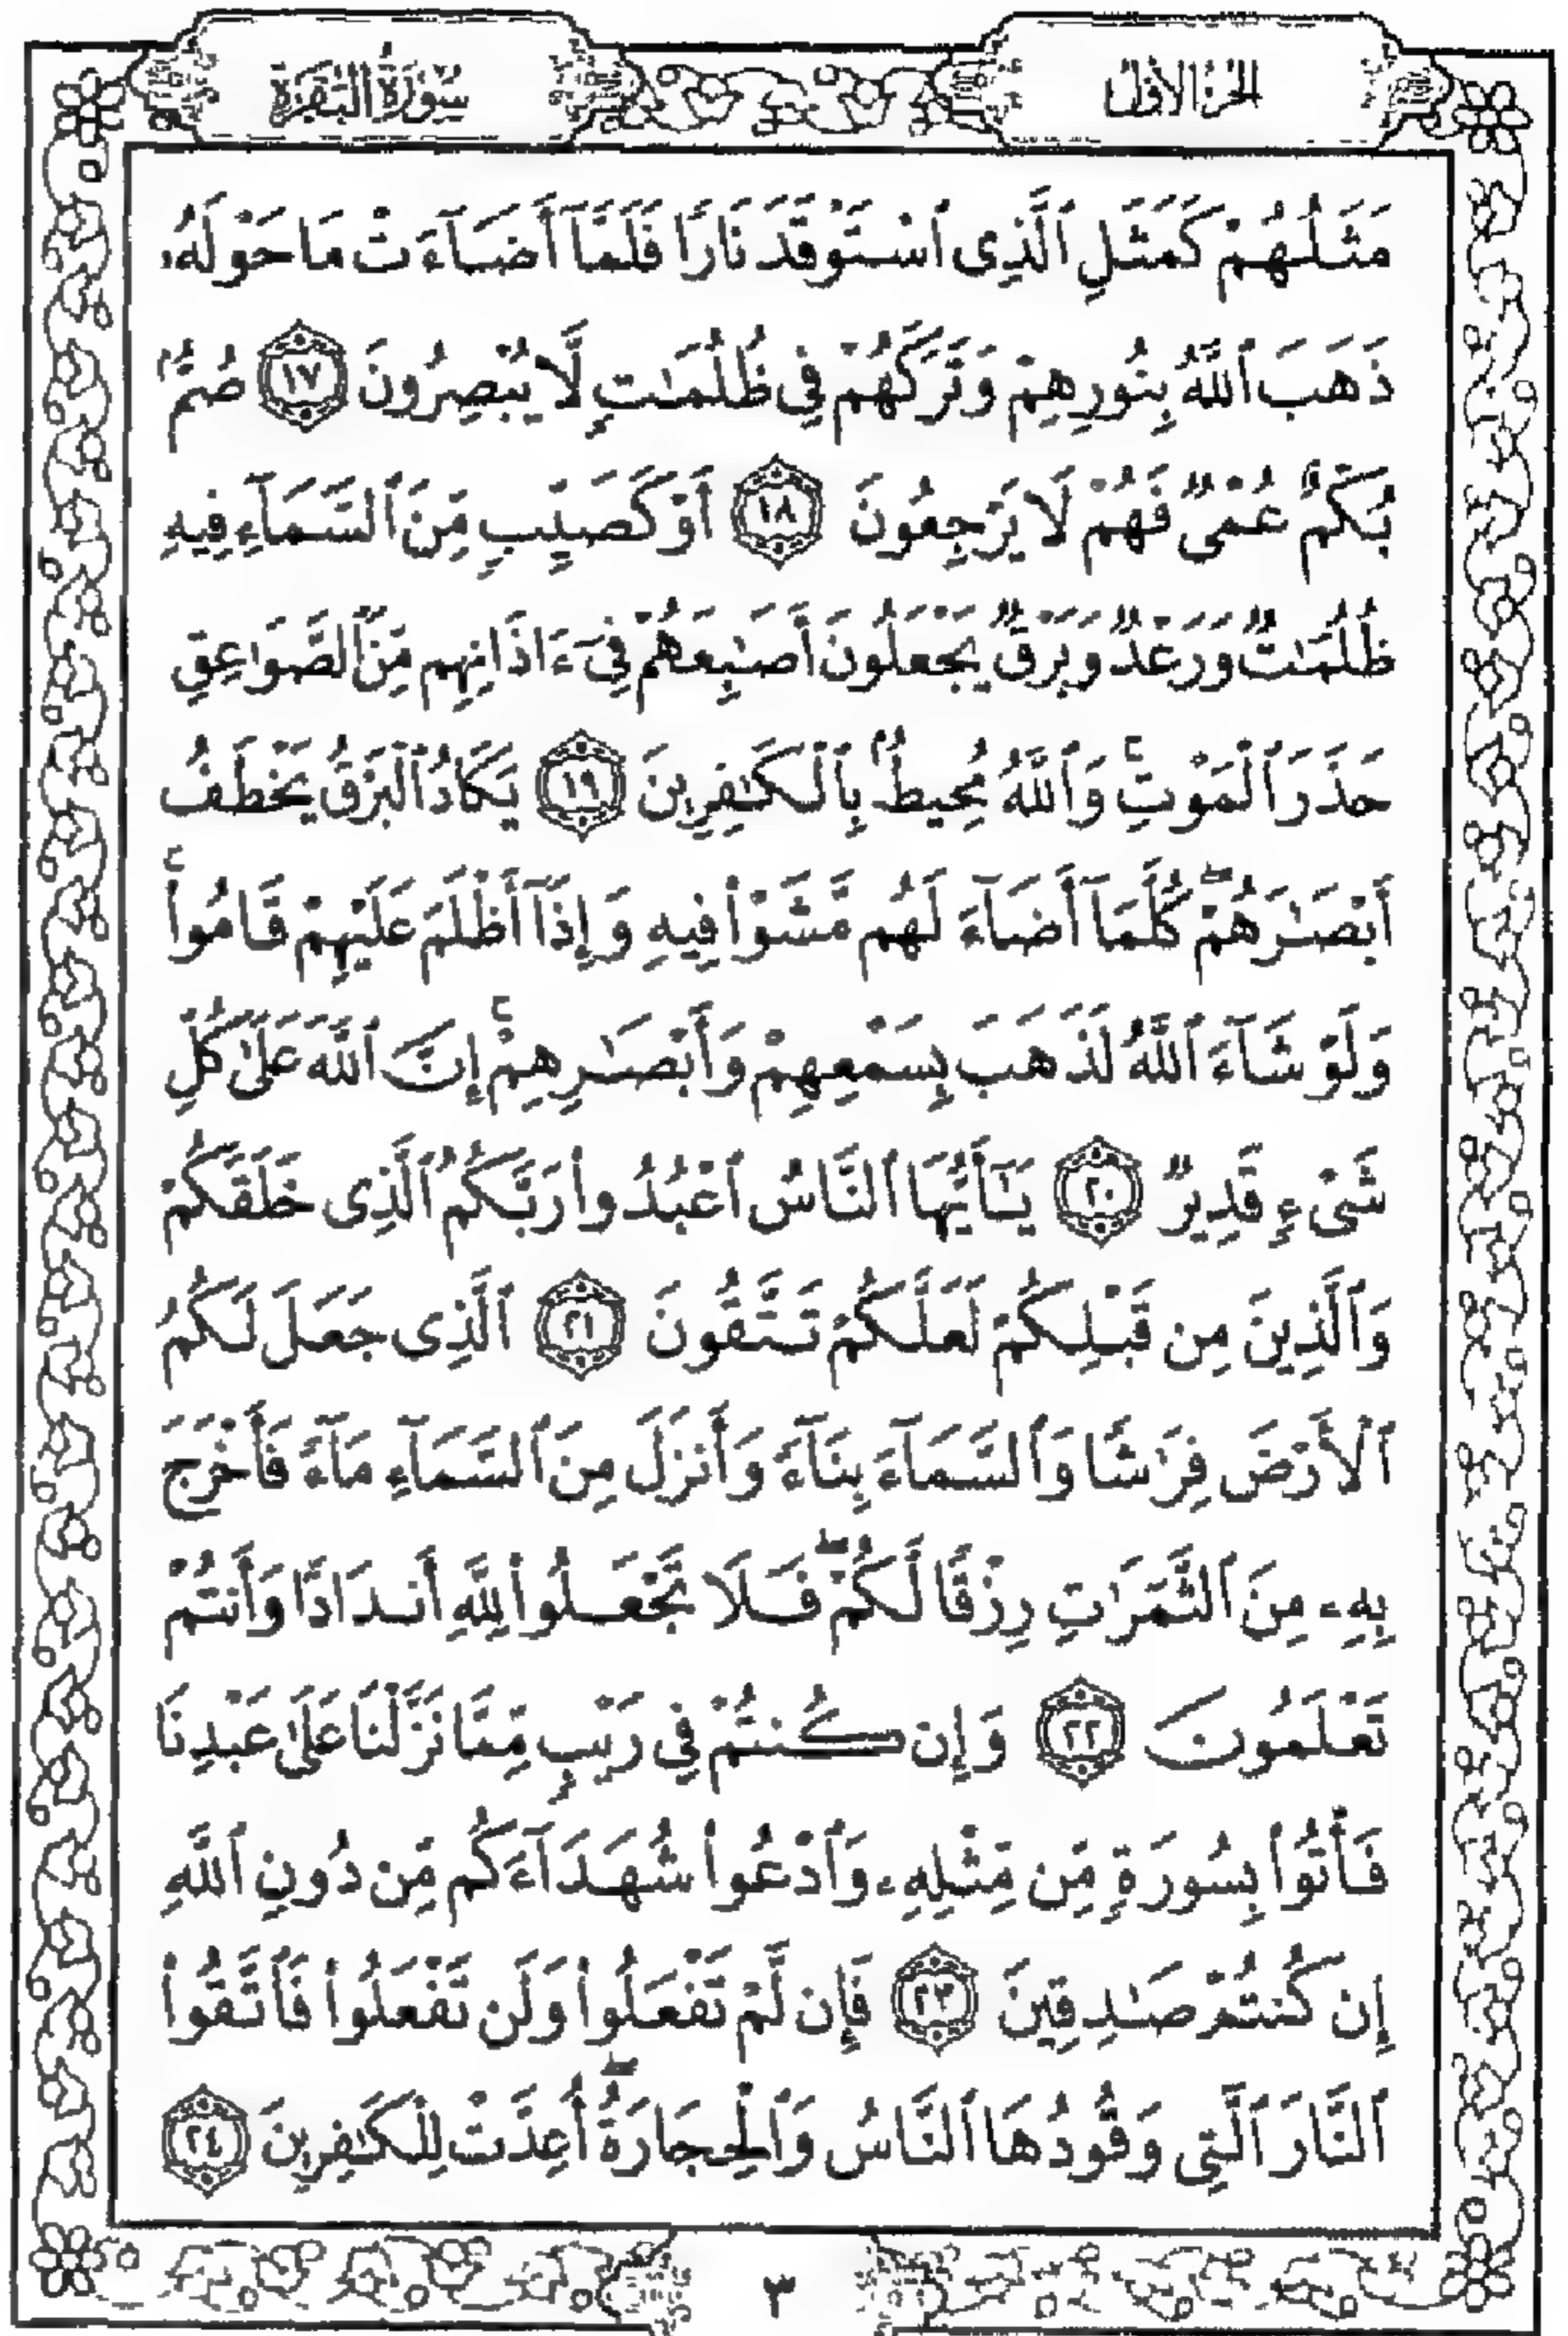 الجزء الأول
سورة البقرة
مَثَلُهُمْ كَمَثَلِ ٱلَّذِى ٱسْتَوْقَدَ نَارًا فَلَمَّآ أَضَآءَتْ مَا حَوْلَهُۥ
ذَهَبَ ٱللَّهُ بِنُورِهِمْ وَتَرَكَهُمْ فِى ظُلُمَـٰتٍ لَّا يُبْصِرُونَ ١٧ صُمٌّۢ
بُكْمٌ عُمْىٌ فَهُمْ لَا يَرْجِعُونَ ١٨ أَوْ كَصَيِّبٍ مِّنَ ٱلسَّمَآءِ فِيهِ
ظُلُمَـٰتٌ وَرَعْدٌ وَبَرْقٌ يَجْعَلُونَ أَصَـٰبِعَهُمْ فِىٓ ءَاذَانِهِم مِّنَ ٱلصَّوَٰعِقِ
حَذَرَ ٱلْمَوْتِ ۚ وَٱللَّهُ مُحِيطٌۢ بِٱلْكَـٰفِرِينَ ١٩ يَكَادُ ٱلْبَرْقُ يَخْطَفُ
أَبْصَـٰرَهُمْ ۖ كُلَّمَآ أَضَآءَ لَهُم مَّشَوْا۟ فِيهِ وَإِذَآ أَظْلَمَ عَلَيْهِمْ قَامُوا۟ ۚ
وَلَوْ شَآءَ ٱللَّهُ لَذَهَبَ بِسَمْعِهِمْ وَأَبْصَـٰرِهِمْ ۚ إِنَّ ٱللَّهَ عَلَىٰ كُلِّ
شَىْءٍ قَدِيرٌ ٢٠ يَـٰٓأَيُّهَا ٱلنَّاسُ ٱعْبُدُوا۟ رَبَّكُمُ ٱلَّذِى خَلَقَكُمْ
وَٱلَّذِينَ مِن قَبْلِكُمْ لَعَلَّكُمْ تَتَّقُونَ ٢١ ٱلَّذِى جَعَلَ لَكُمُ
ٱلْأَرْضَ فِرَٰشًا وَٱلسَّمَآءَ بِنَآءً وَأَنزَلَ مِنَ ٱلسَّمَآءِ مَآءً فَأَخْرَجَ
بِهِۦ مِنَ ٱلثَّمَرَٰتِ رِزْقًا لَّكُمْ ۖ فَلَا تَجْعَلُوا۟ لِلَّهِ أَندَادًا وَأَنتُمْ
تَعْلَمُونَ ٢٢ وَإِن كُنتُمْ فِى رَيْبٍ مِّمَّا نَزَّلْنَا عَلَىٰ عَبْدِنَا
فَأْتُوا۟ بِسُورَةٍ مِّن مِّثْلِهِۦ وَٱدْعُوا۟ شُهَدَآءَكُم مِّن دُونِ ٱللَّهِ
إِن كُنتُمْ صَـٰدِقِينَ ٢٣ فَإِن لَّمْ تَفْعَلُوا۟ وَلَن تَفْعَلُوا۟ فَٱتَّقُوا۟
ٱلنَّارَ ٱلَّتِى وَقُودُهَا ٱلنَّاسُ وَٱلْحِجَارَةُ ۖ أُعِدَّتْ لِلْكَـٰفِرِينَ ٢٤
٣